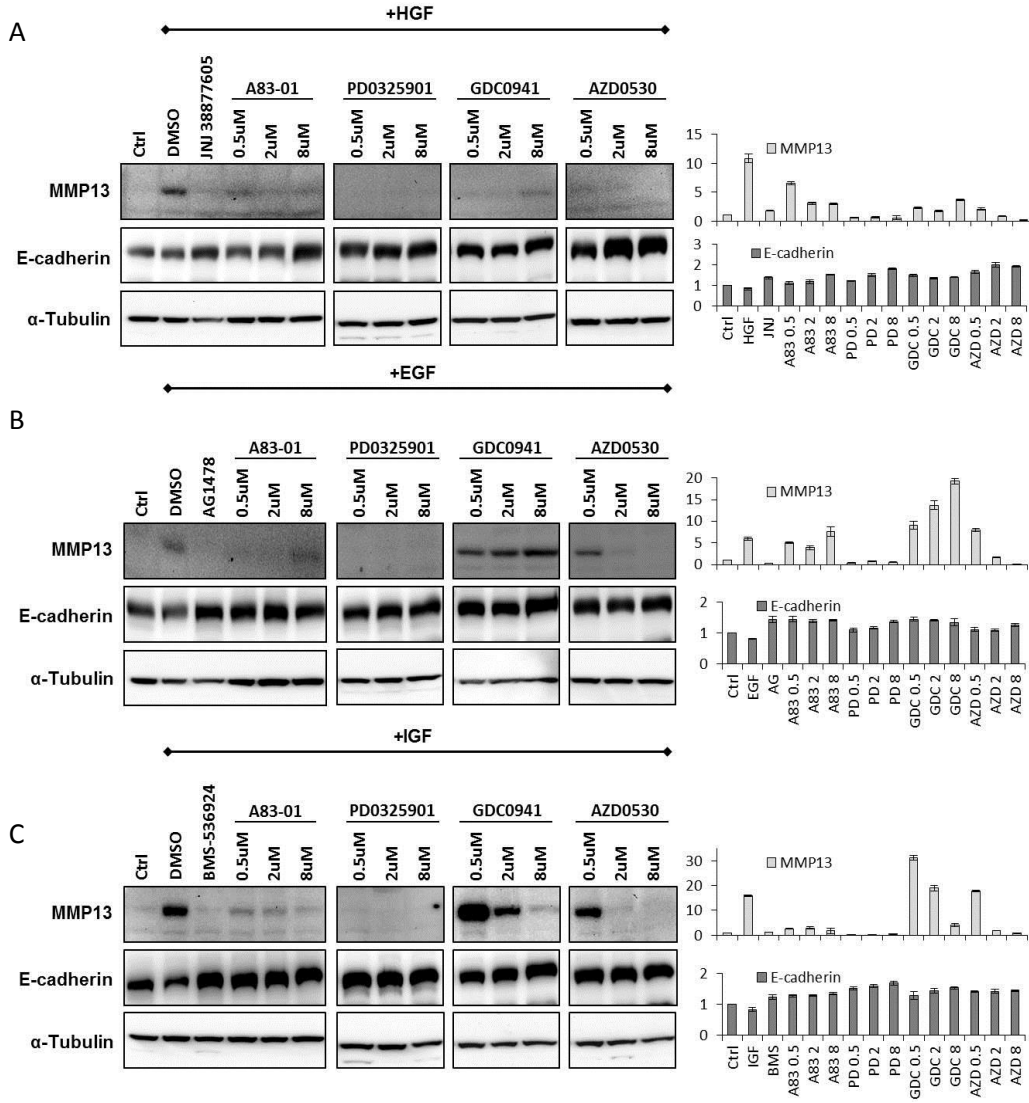 A
+HGF
Ctrl
DMSO
JNJ 38877605
A83-01
PD0325901
GDC0941
AZD0530
0.5uM
2uM
8uM
0.5uM
2uM
8uM
0.5uM
2uM
8uM
0.5uM
2uM
8uM
MMP13
E-cadherin
α-Tubulin
15
10
5
0
MMP13
3
2
1
0
E-cadherin
Ctrl
HGF
JNJ
A83 0.5
A83 2
A83 8
PD 0.5
PD 2
PD 8
GDC 0.5
GDC 2
GDC 8
AZD 0.5
AZD 2
AZD 8
+EGF
B
Ctrl
DMSO
AG1478
A83-01
PD0325901
GDC0941
AZD0530
0.5uM
2uM
8uM
0.5uM
2uM
8uM
0.5uM
2uM
8uM
0.5uM
2uM
8uM
MMP13
E-cadherin
α-Tubulin
20
15
10
5
0
MMP13
2
1
0
E-cadherin
Ctrl
EGF
AG
A83 0.5
A83 2
A83 8
PD 0.5
PD 2
PD 8
GDC 0.5
GDC 2
GDC 8
AZD 0.5
AZD 2
AZD 8
+IGF
C
Ctrl
DMSO
BMS-536924
A83-01
PD0325901
GDC0941
AZD0530
0.5uM
2uM
8uM
0.5uM
2uM
8uM
0.5uM
2uM
8uM
0.5uM
2uM
8uM
MMP13
E-cadherin
α-Tubulin
30
20
10
0
MMP13
2
1
0
E-cadherin
Ctrl
IGF
BMS
A83 0.5
A83 2
A83 8
PD 0.5
PD 2
PD 8
GDC 0.5
GDC 2
GDC 8
AZD 0.5
AZD 2
AZD 8